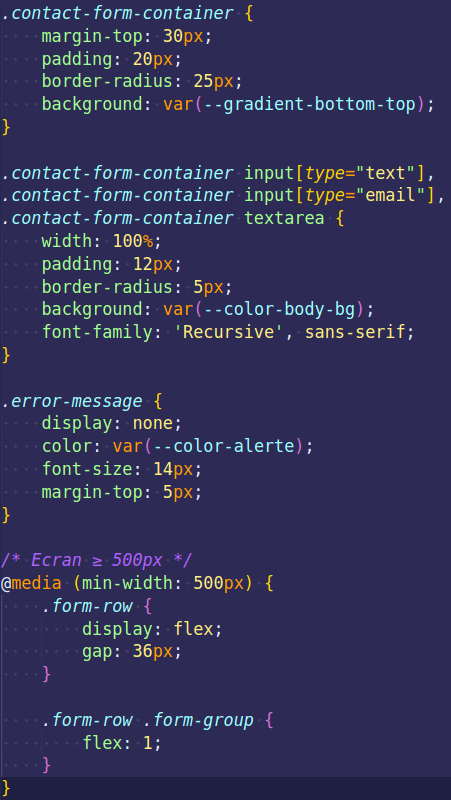 .contact-form-container {
    margin-top: 30px;
    padding: 20px;
    border-radius: 25px;
    background: var(--gradient-bottom-top);
}

.contact-form-container input[type="text"],
.contact-form-container input[type="email"],
.contact-form-container textarea {
    width: 100%;
    padding: 12px;
    border-radius: 5px;
    background: var(--color-body-bg);
    font-family: 'Recursive', sans-serif;
}

.error-message {
    display: none;
    color: var(--color-alerte);
    font-size: 14px;
    margin-top: 5px;
}

/* Ecran ≥ 500px */
@media (min-width: 500px) {
    .form-row {
        display: flex;
        gap: 36px;
    }

    .form-row .form-group {
        flex: 1;
    }
}